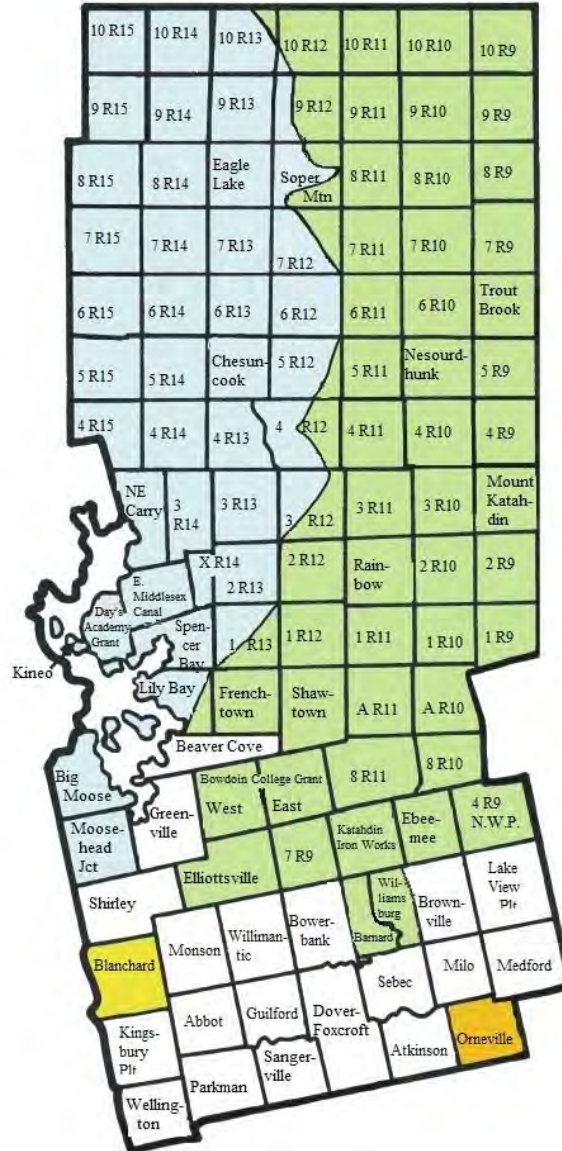 10 R15 10 R14 10 R13 10 R12 10 R11 10 R10 10 R9
9 R15 9 R14 9 R13 9 R12 9 R11 9 R10 9 R9
8 R15 8 R14 Eagle
Lake Soper
Mtn 8 R11 8 R10 8 R9
7 R15 7 R14 7 R13 7 R12 7 R11 7 R10 7 R9
6 R15 6 R14 6 R13 6 R12 6 R11 6 R10 Trout
Brook
5 R15 5 R14 Chesun-
cook 5 R12 5 R11 Nesourd-
hunk 5 R9
4 R15 4 R14 4 R13 4 R12 4 R11 4 R10 4 R9
NE
Carry 3
R14 3 R13 3 R12 3 R11 3 R10 Mount
Katah-
din
X R14 2 R13 2 R12 Rain-
bow 2 R10 2 R9
E.
Middlesex
Canal
Day's
Academy
Grant
Kineo
Spen-
cer
Bay
1 R13 1 R12 1 R11 1 R10 1 R9
Lily Bay French-
town Shaw-
town A R11 A R10
Beaver Cove
Big
Moose Green-
ville Bowdoin College Grant
West East 8 R11 8 R10
Moose-
head
Jct Elliottsville 7 R9 Katahdin
Iron Works Ebee-
mee 4 R9
N.W.P.
Shirley Monson Williman-
tic Bower-
bank Barnard Wil-
liams
burg Brown-
ville Lake
View
Plt
Blanchard Abbot Guilford Dover-
Foxcroft Sebec Milo Medford
Kings-
bury
Plt Parkman Sanger-
ville Atkinson Orneville
Welling-
ton